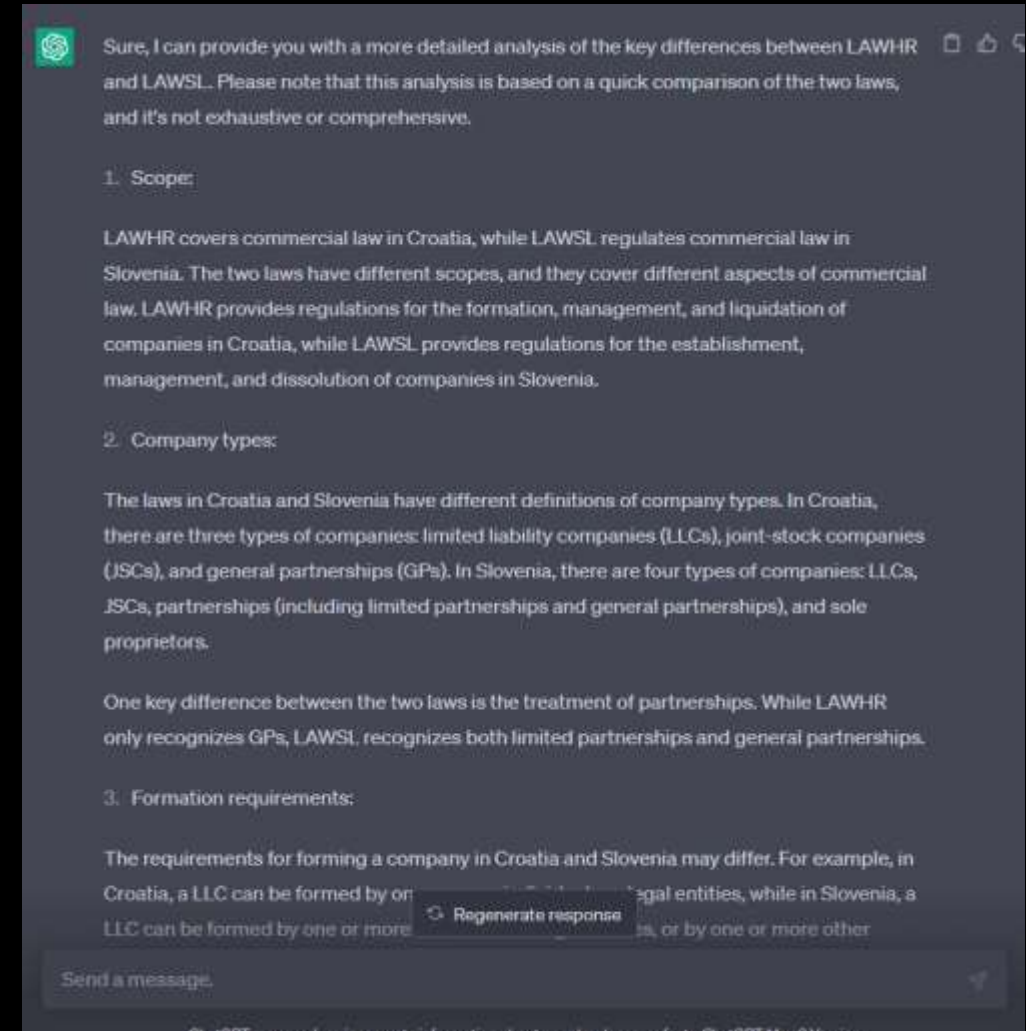 Sure, I can provide you with a more detailed analysis of the key differences between LAWHR
and LAWSL. Please note that this analysis is based on a quick comparison of the two laws,
and it's not exhaustive or comprehensive.
1. Scope:
LAWHR covers commercial law in Croatia, while LAWSL regulates commercial law in
Slovenia. The two laws have different scopes, and they cover different aspects of commercial
law. LAWHR provides regulations for the formation, management, and liquidation of
companies in Croatia, while LAWSL provides regulations for the establishment,
management, and dissolution of companies in Slovenia.
2. Company types:
The laws in Croatia and Slovenia have different definitions of company types. In Croatia,
there are three types of companies: limited liability companies (LLCs), joint-stock companies
(JSCs), and general partnerships (GPs). In Slovenia, there are four types of companies: LLCs,
JSCs, partnerships (including limited partnerships and general partnerships), and sole
proprietors.
One key difference between the two laws is the treatment of partnerships. While LAWHR
only recognizes GPs, LAWSL recognizes both limited partnerships and general partnerships.
3. Formation requirements:
The requirements for forming a company in Croatia and Slovenia may differ. For example, in
Croatia, a LLC can be formed by entities, while in Slovenia, a
Regenerate response
LLC can be formed by one or more or by one or more other
Send a message.